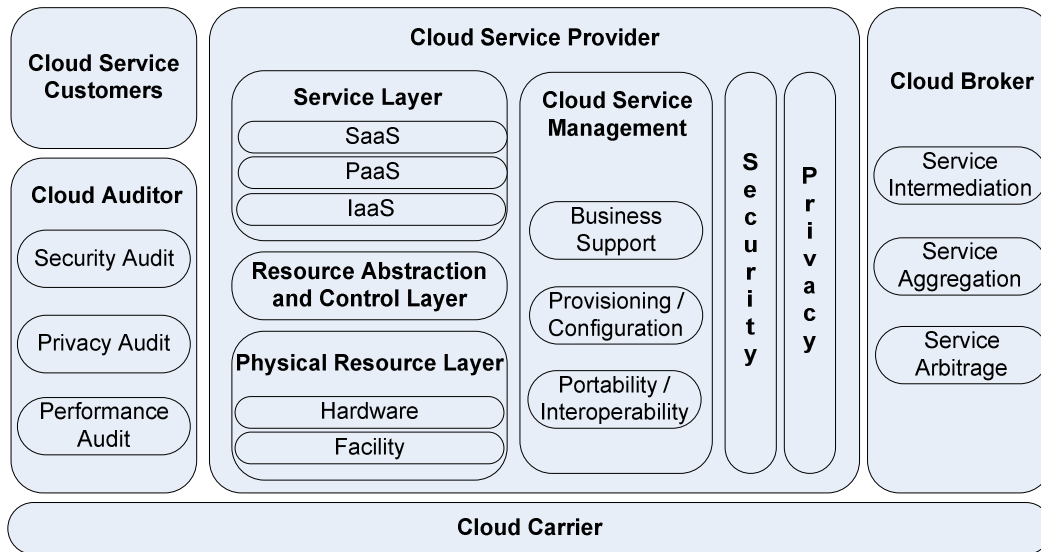 Cloud Service
Customers
Cloud Auditor
Security Audit
Privacy Audit
Performance
Audit
Cloud Service Provider
Service Layer
SaaS
PaaS
IaaS
Resource Abstraction
and Control Layer
Physical Resource Layer
Hardware
Facility
Cloud Service
Management
Business
Support
Provisioning /
Configuration
Portability /
Interoperability
Security
Privacy
Cloud Broker
Service
Intermediation
Service
Aggregation
Service
Arbitrage
Cloud Carrier